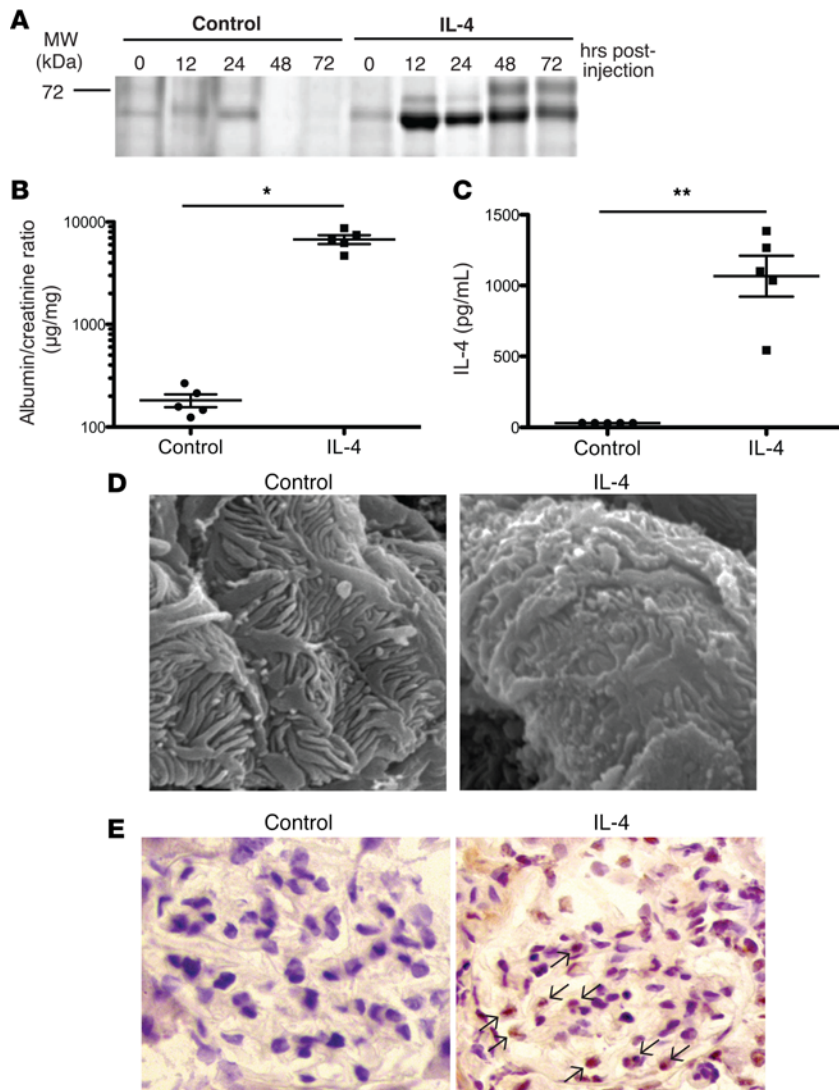 A
Control IL-4
MW (kDa) 0 12 24 48 72 0 12 24 48 72 hrs post-injection
72
B
*
Albumin/creatinine ratio (µg/mg)
10000
1000
100
Control IL-4
C
**
IL-4 (pg/mL)
1500
1000
500
0
Control IL-4
D
Control IL-4
E
Control IL-4